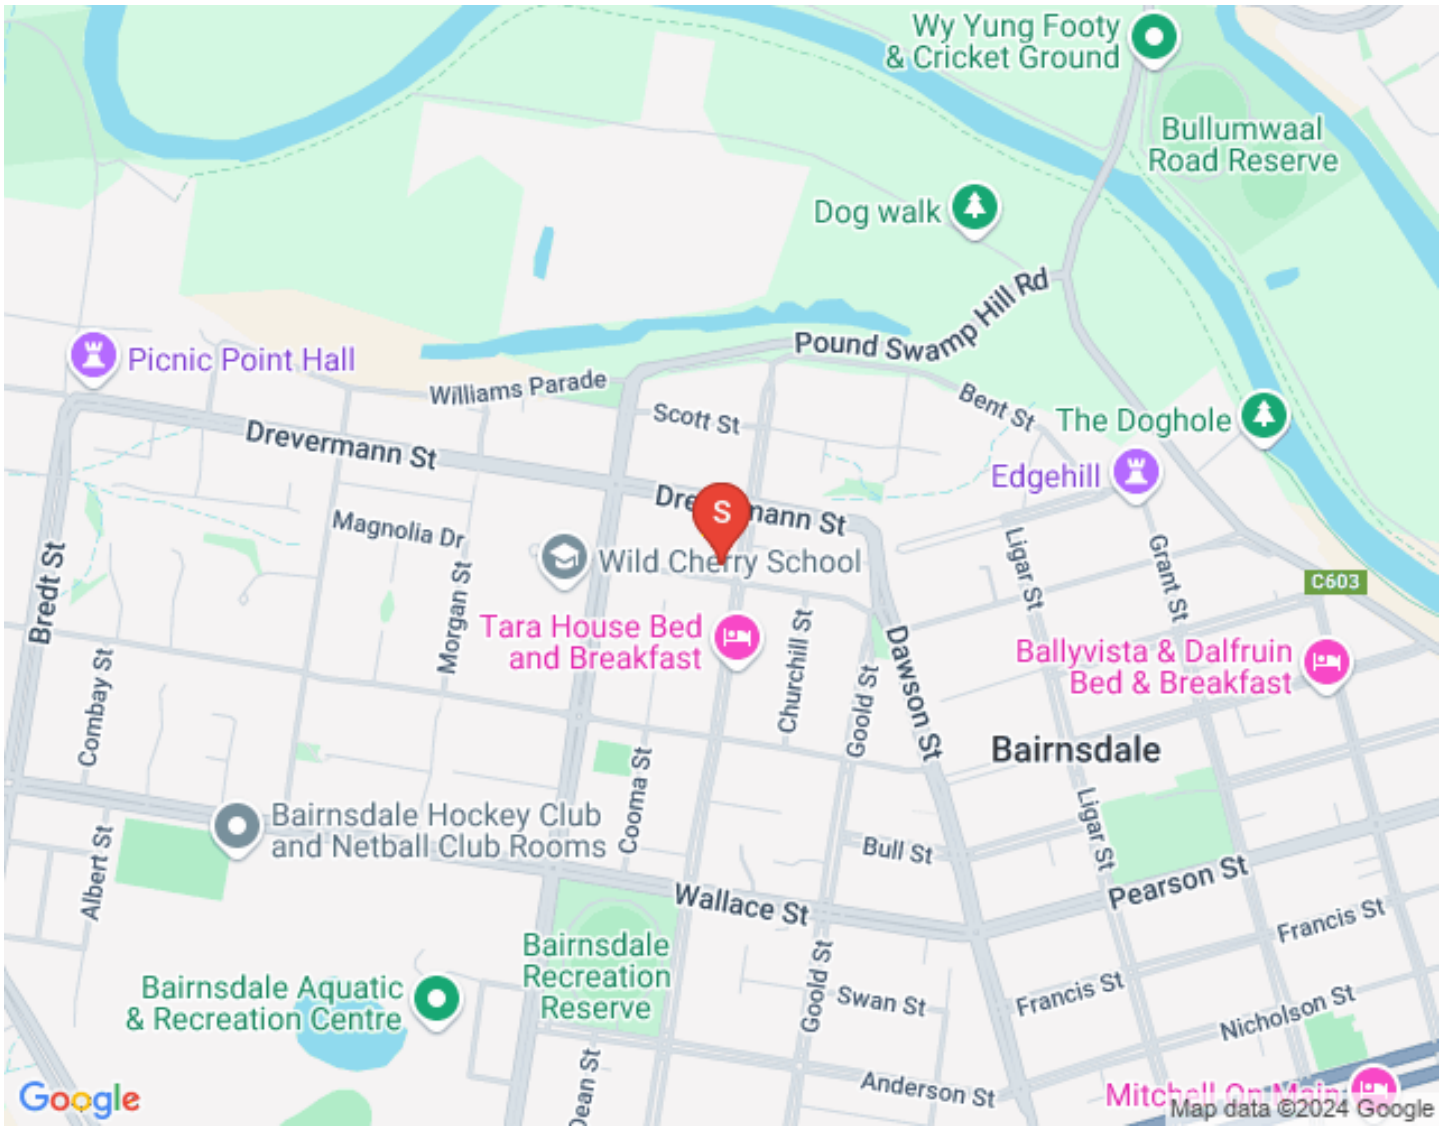 Wy Yung Footy
& Cricket Ground
Bullumwaal
Road Reserve
Dog walk
Pound Swamp Hill Rd
Picnic Point Hall
Williams Parade
Bent St
Scott St
The Doghole
Drevermann St
Edgehill
S
Magnolia Dr
Wild Cherry School
Ligar St
Grant St
C603
Bredt St
Morgan St
Tara House Bed
and Breakfast
Churchill St
Dawson St
Ballyvista & Dalfruin
Bed & Breakfast
Combay St
Goold St
Bairnsdale
Cooma St
Ligar St
Bairnsdale Hockey Club
and Netball Club Rooms
Bull St
Albert St
Wallace St
Pearson St
Francis St
Bairnsdale
Recreation
Reserve
Goold St
Bairnsdale Aquatic
& Recreation Centre
Swan St
Francis St
Nicholson St
Dean St
Anderson St
Mitchell On Main
Google
Map data ©2024 Google